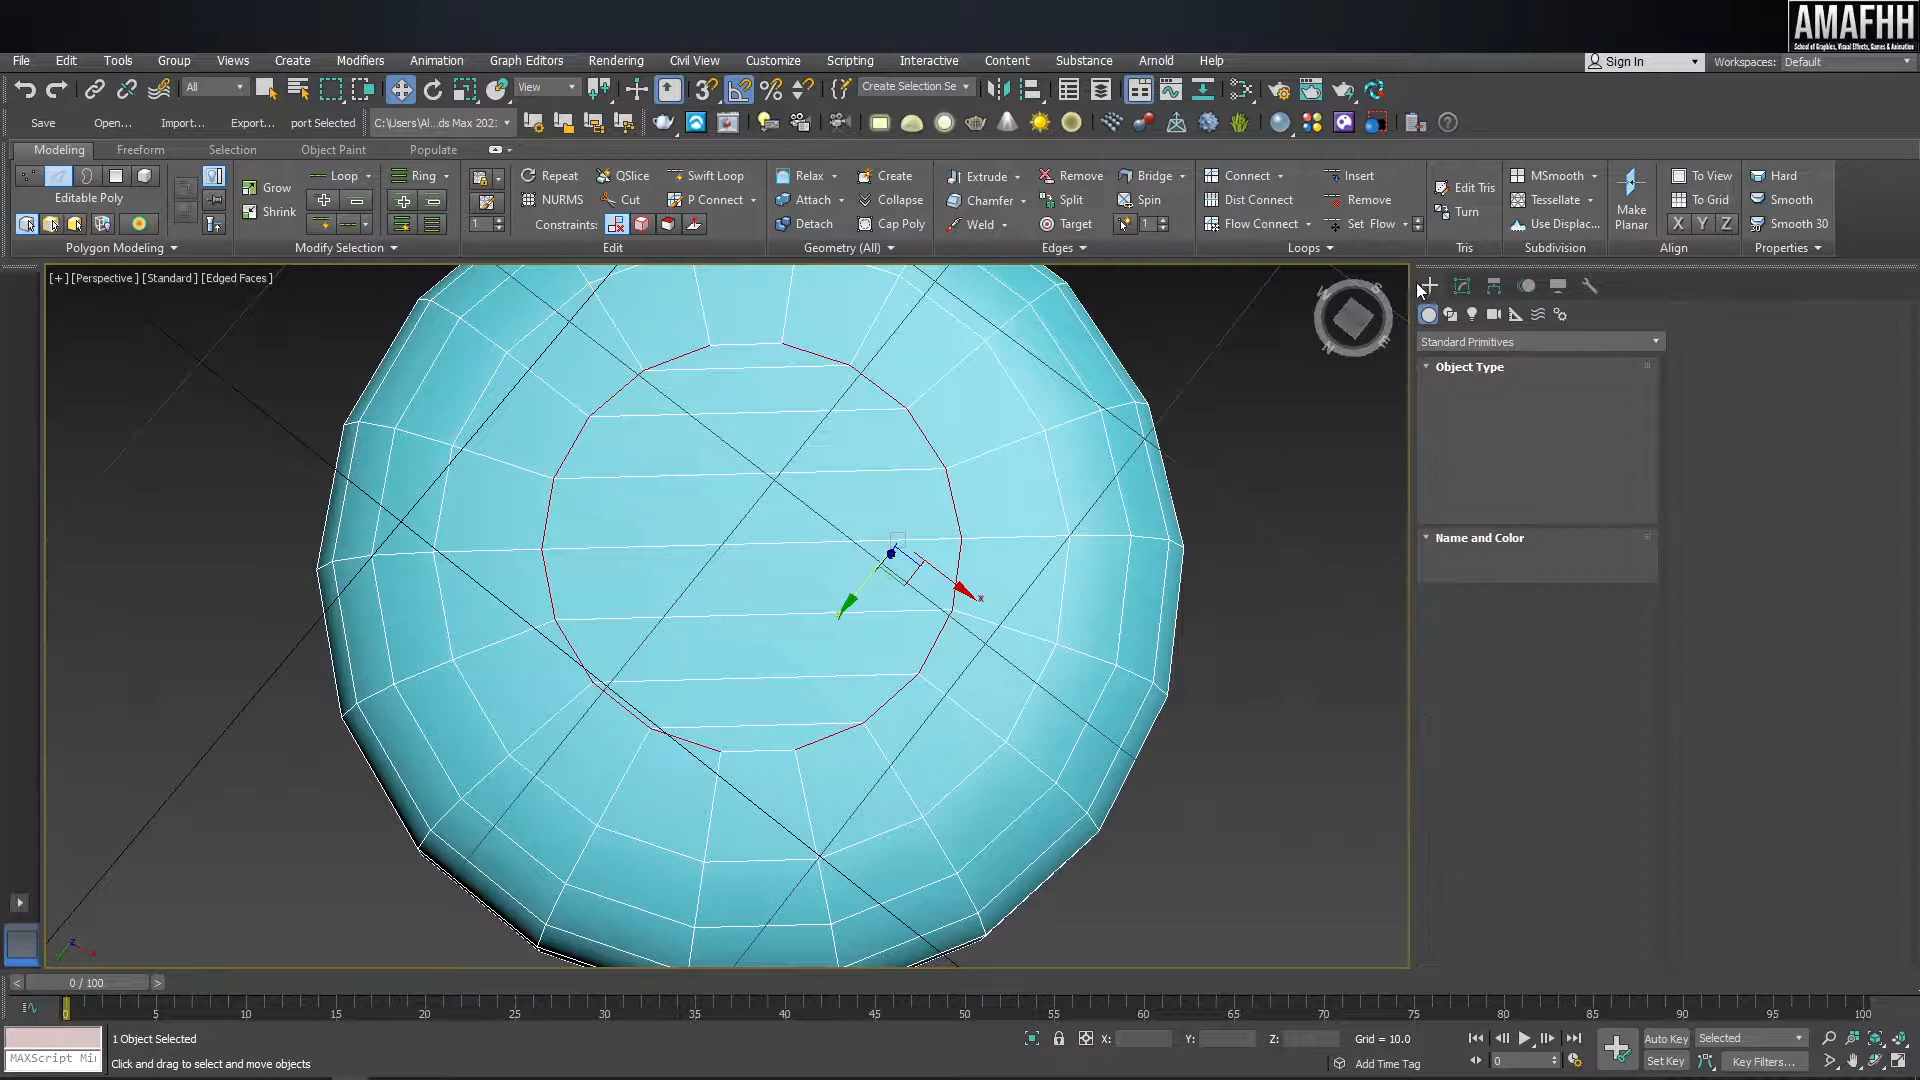 AMAFHH
School of Graphics, Visual Effects, Games & Animation
File Edit Tools Group Views Create Modifiers Animation Graph Editors Rendering Civil View Customize Scripting Interactive Content Substance Arnold Help
Sign In Workspaces: Default
All View Create Selection Se
Save Open... Import... Export... port Selected C:\Users\Al...ds Max 202:
Modeling Freeform Selection Object Paint Populate
Loop Ring Repeat QSlice Swift Loop Relax Create Extrude Remove Bridge Connect Insert MSmooth To View Hard
Editable Poly Grow NURMS Cut P Connect Attach Collapse Chamfer Split Spin Dist Connect Remove Edit Tris Tessellate Make Planar To Grid Smooth
Shrink 1 Constraints: Detach Cap Poly Weld Target 1 Flow Connect Set Flow Turn Use Displac... X Y Z Smooth 30
Polygon Modeling Modify Selection Edit Geometry (All) Edges Loops Tris Subdivision Align Properties
[+] [Perspective] [Standard] [Edged Faces]
Standard Primitives
Object Type
Name and Color
x
0 / 100
0 5 10 15 20 25 30 35 40 45 50 55 60 65 70 75 80 85 90 95 100
1 Object Selected X: Y: Z: Grid = 10.0 Auto Key Selected
MAXScript Mi Click and drag to select and move objects Add Time Tag 0 Set Key Key Filters...